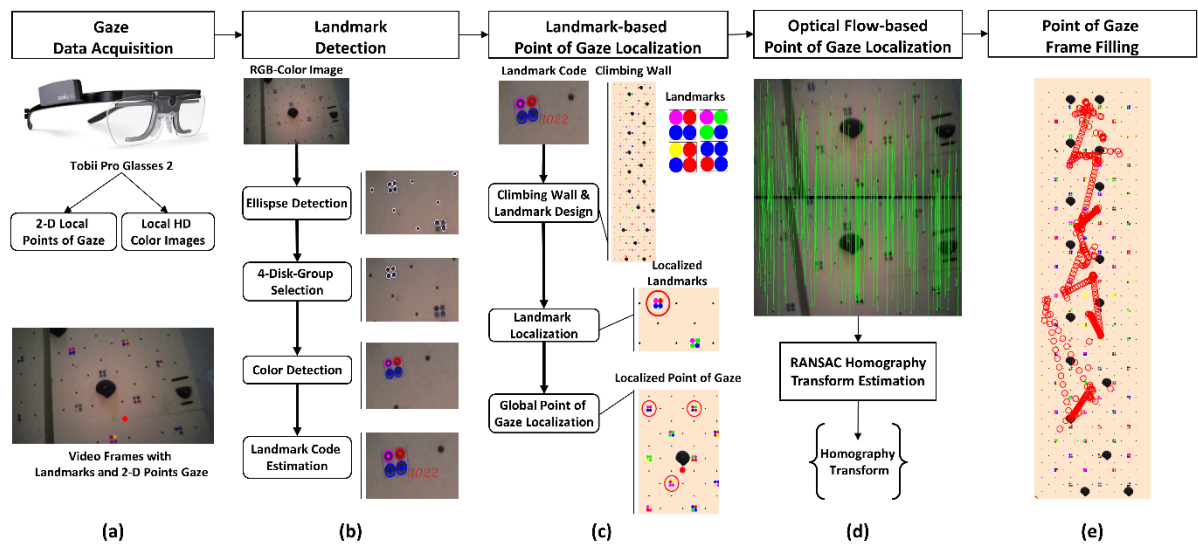 Gaze
Data Acquisition
Landmark
Detection
Landmark-based
Point of Gaze Localization
Optical Flow-based
Point of Gaze Localization
Point of Gaze
Frame Filling
Tobii Pro Glasses 2
2-D Local
Points of Gaze
Local HD
Color Images
Video Frames with
Landmarks and 2-D Points Gaze
(a)
RGB-Color Image
Ellispse Detection
4-Disk-Group
Selection
Color Detection
Landmark Code
Estimation
3022
(b)
Landmark Code
Climbing Wall
3022
Landmarks
Climbing Wall &
Landmark Design
Localized
Landmarks
Landmark
Localization
Localized Point of Gaze
Global Point of
Gaze Localization
(c)
RANSAC Homography
Transform Estimation
Homography
Transform
(d)
(e)